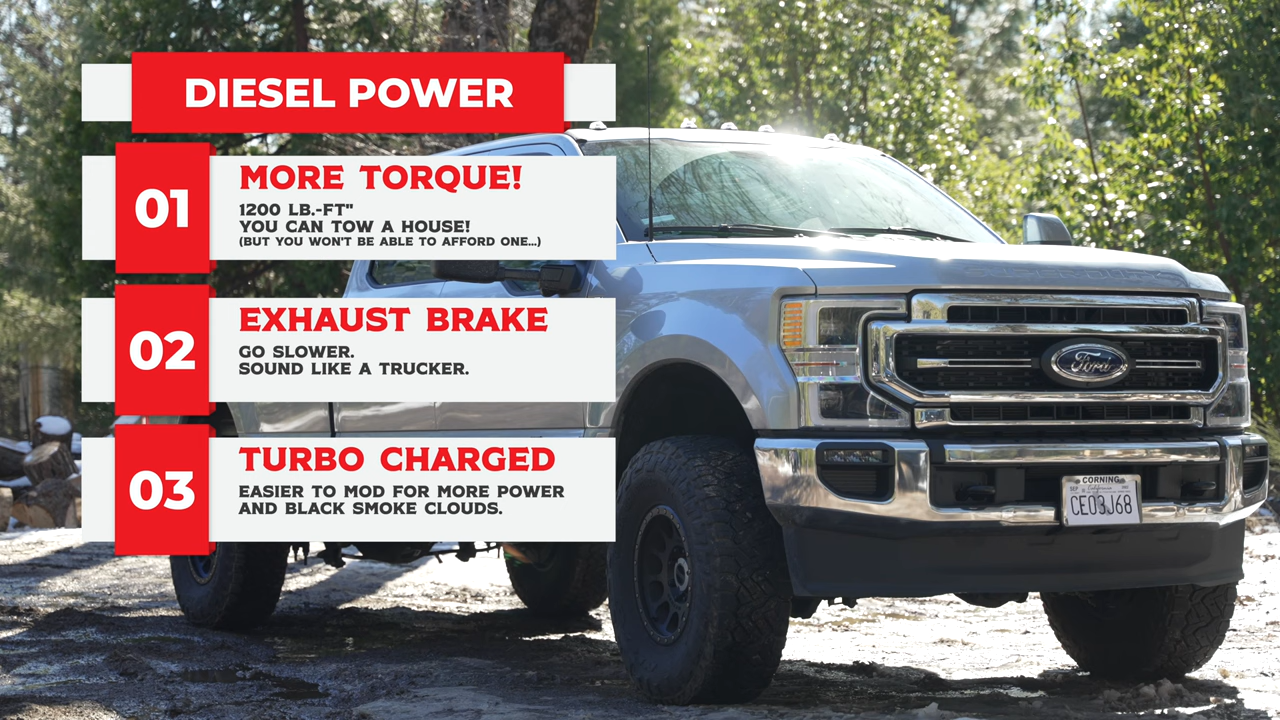 DIESEL POWER
01
MORE TORQUE!
1200 LB.-FT"
YOU CAN TOW A HOUSE!
(BUT YOU WON'T BE ABLE TO AFFORD ONE...)
02
EXHAUST BRAKE
GO SLOWER.
SOUND LIKE A TRUCKER.
03
TURBO CHARGED
EASIER TO MOD FOR MORE POWER
AND BLACK SMOKE CLOUDS.
Ford
CORNING
SEP California
CE03J68